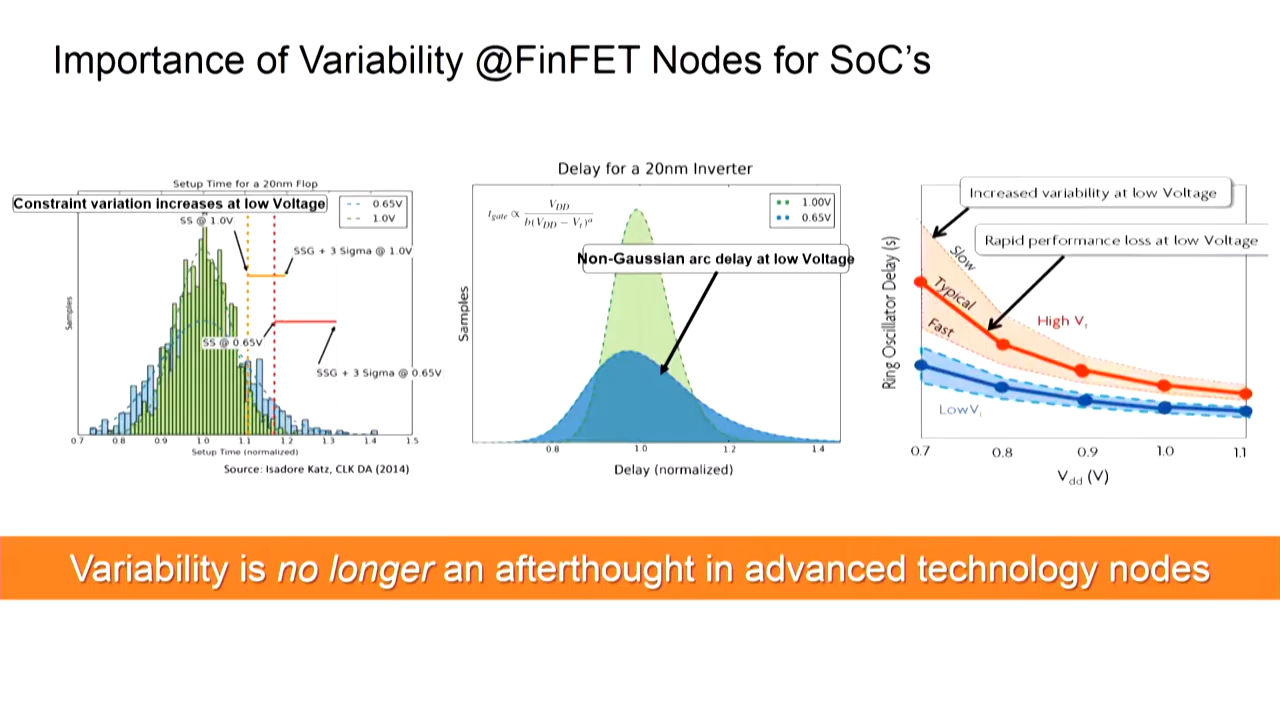 Importance of Variability @FinFET Nodes for SoC's
Setup Time for a 20nm Flop
Constraint variation increases at low Voltage
0.65V
1.0V
SS @ 1.0V
SSG + 3 Sigma @ 1.0V
SS @ 0.65V
SSG + 3 Sigma @ 0.65V
Samples
0.7 0.8 0.9 1.0 1.1 1.2 1.3 1.4 1.5
Setup Time (normalized)
Source: Isadore Katz, CLK DA (2014)
Delay for a 20nm Inverter
1.00V
0.65V
Non-Gaussian arc delay at low Voltage
Samples
0.8 1.0 1.2 1.4
Delay (normalized)
Increased variability at low Voltage
Rapid performance loss at low Voltage
Slow
Typical
Fast
High Vt
Low Vt
Ring Oscillator Delay (s)
0.7 0.8 0.9 1.0 1.1
Vdd (V)
Variability is no longer an afterthought in advanced technology nodes